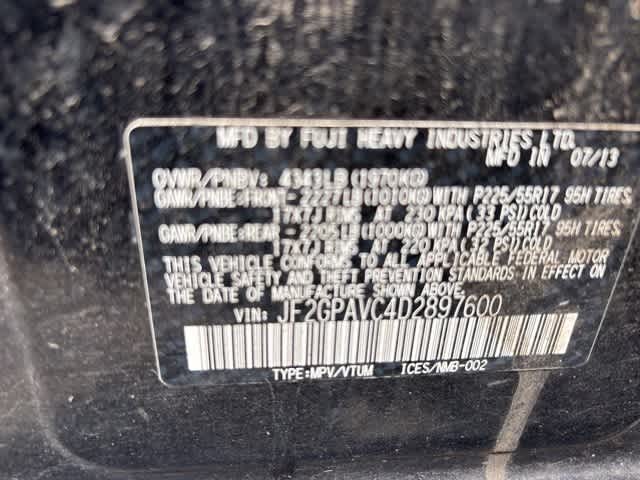 MFD BY FUJI HEAVY INDUSTRIES LTD.
MFD IN 07/13
GVWR/PNBV: 4343LB(1970KG)
GAWR/PNBE:FRONT- 2227LB(1010KG)WITH P225/55R17 95H TIRES,
17X7J RIMS AT 230 KPA(33 PSI)COLD
GAWR/PNBE:REAR - 2205LB(1000KG)WITH P225/55R17 95H TIRES,
17X7J RIMS AT 220 KPA(32 PSI)COLD
THIS VEHICLE CONFORMS TO ALL APPLICABLE FEDERAL MOTOR
VEHICLE SAFETY AND THEFT PREVENTION STANDARDS IN EFFECT
ON THE DATE OF MANUFACTURE SHOWN ABOVE.
VIN: JF2GPAVC4D2897600
TYPE:MPV/VTUM ICES/NMB-002